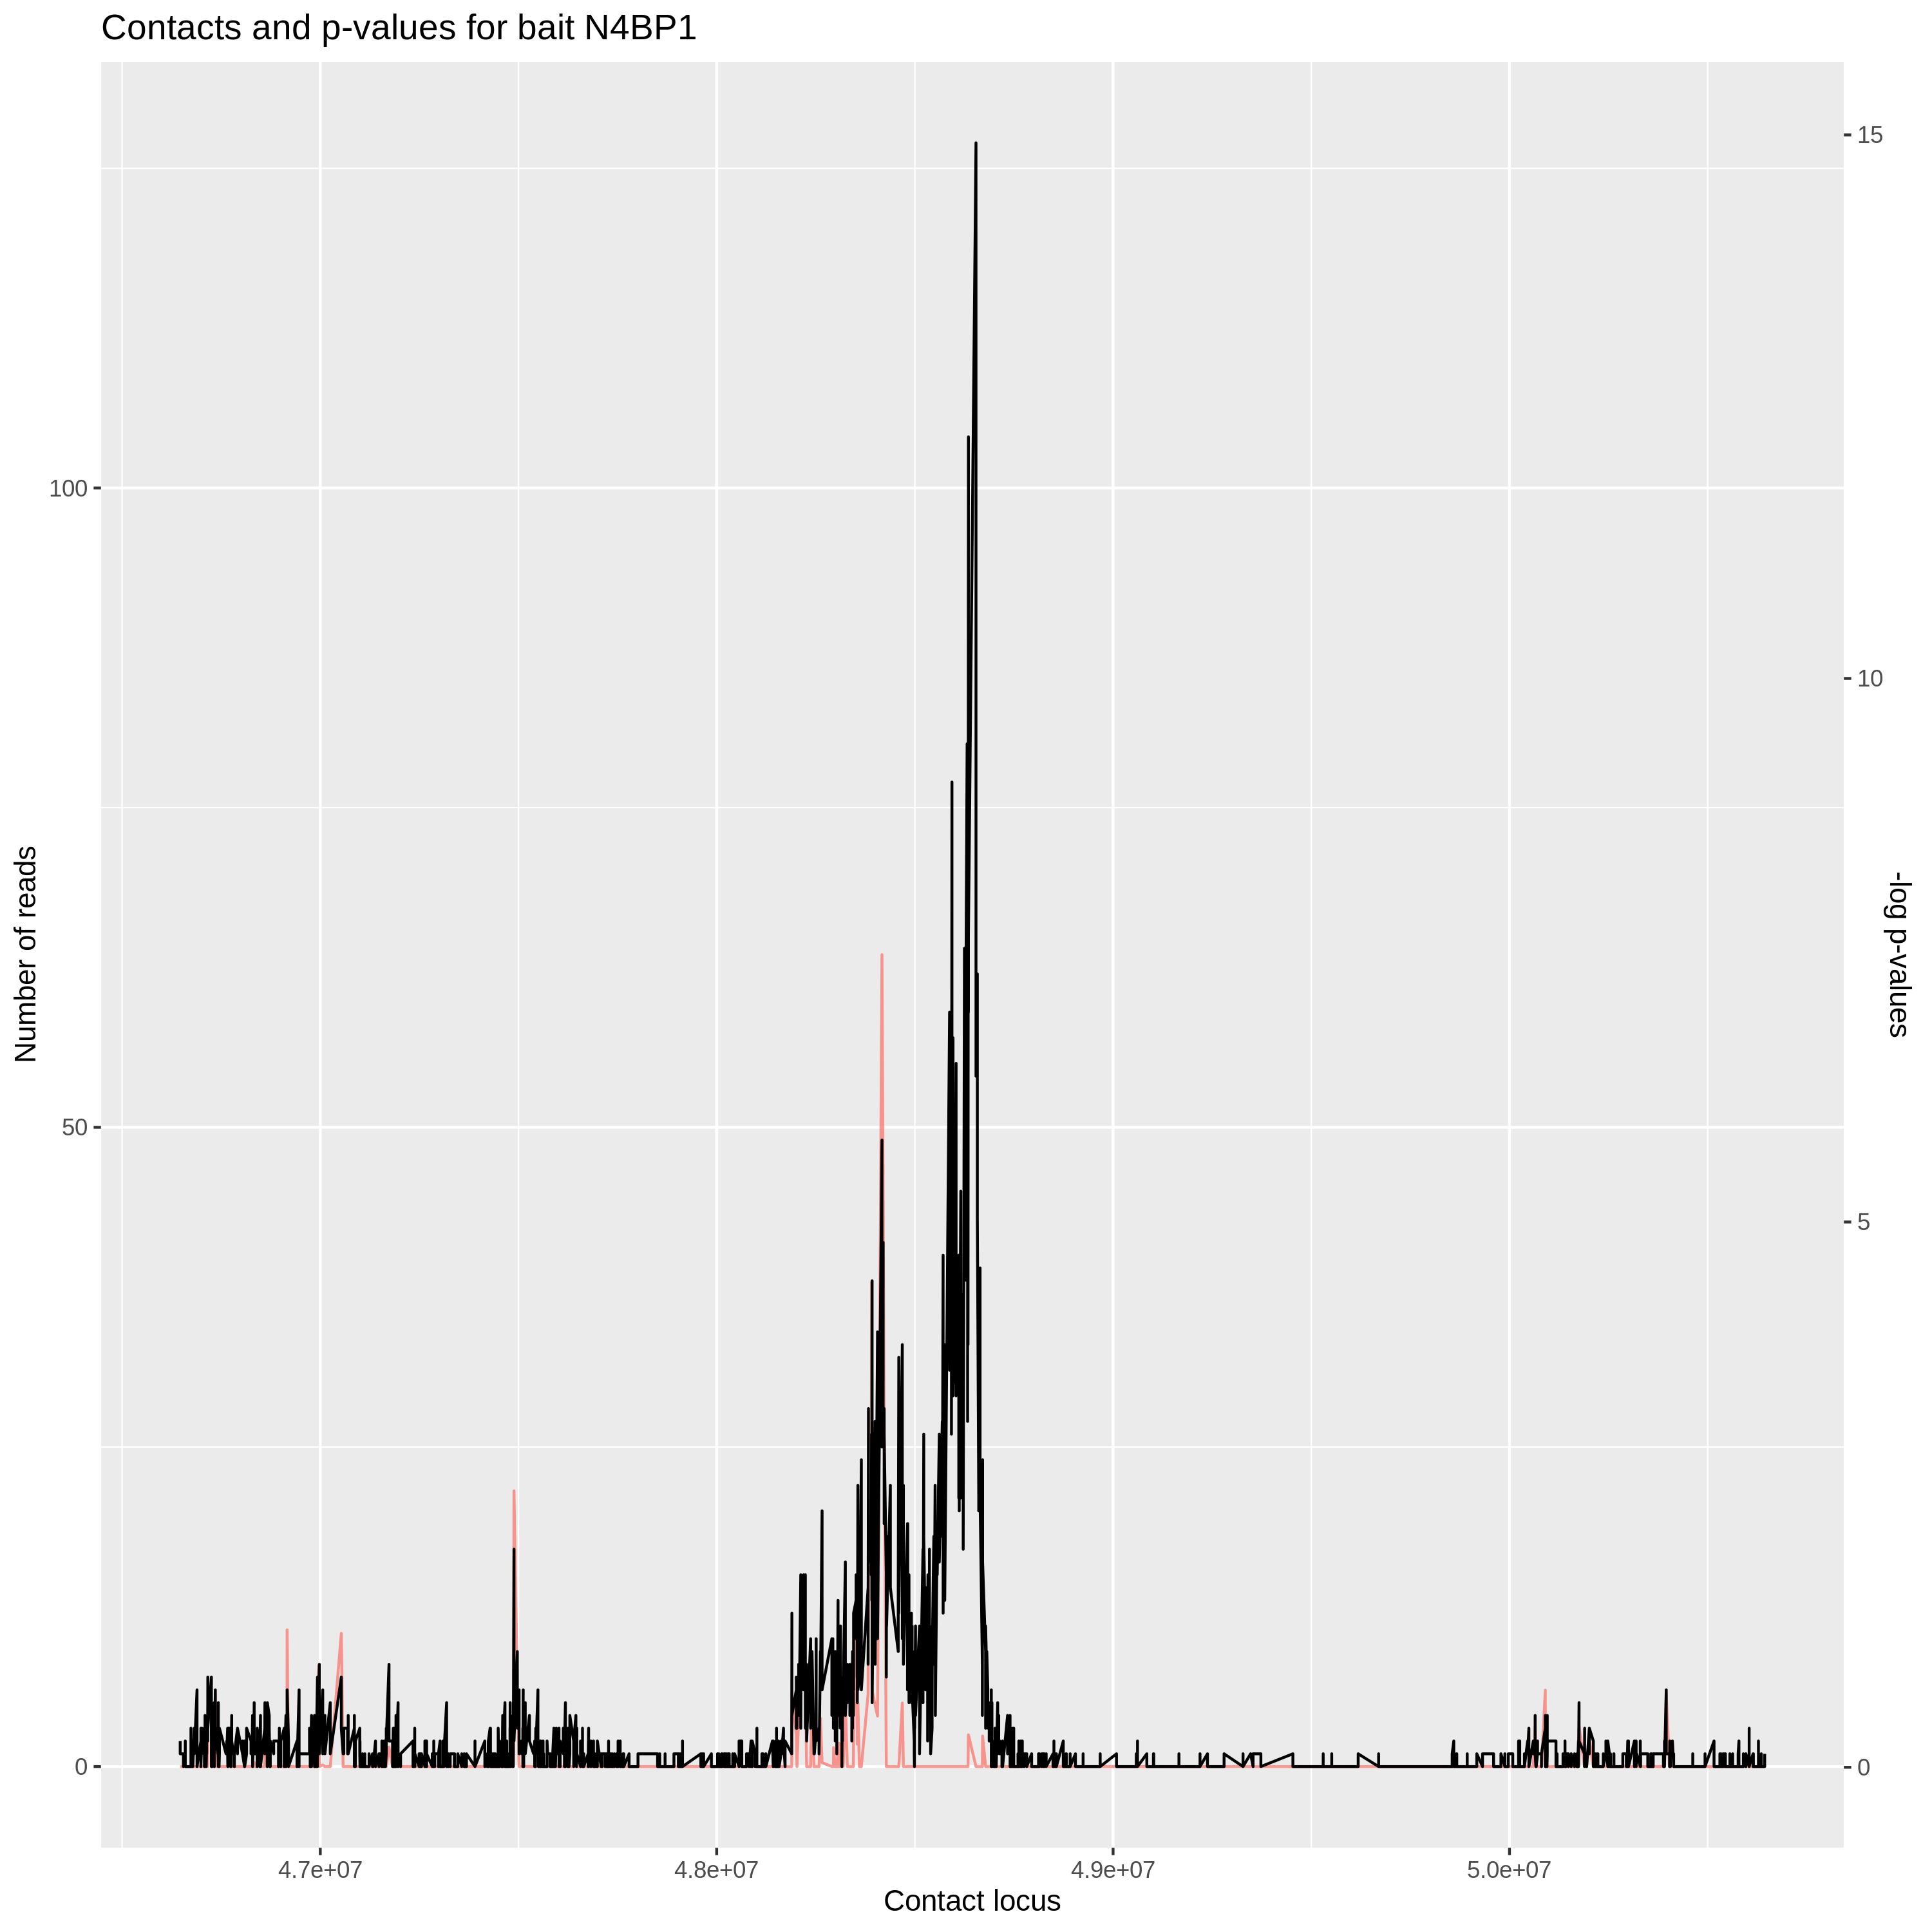 Contacts and p-values for bait N4BP1
Number of reads
100
50
0
15
10
5
0
-log p-values
4.7e+07
4.8e+07
4.9e+07
5.0e+07
Contact locus